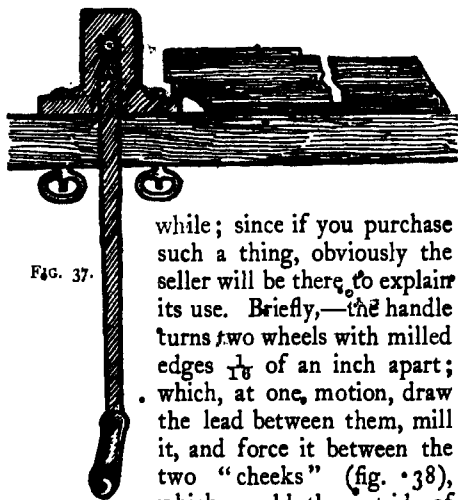 FIG. 37.
while; since if you purchase
such a thing, obviously the
seller will be there to explain
its use. Briefly,—the handle
turns two wheels with milled
edges 1/16 of an inch apart;
which, at one motion, draw
the lead between them, mill
it, and force it between the
two “cheeks” (fig. 38),